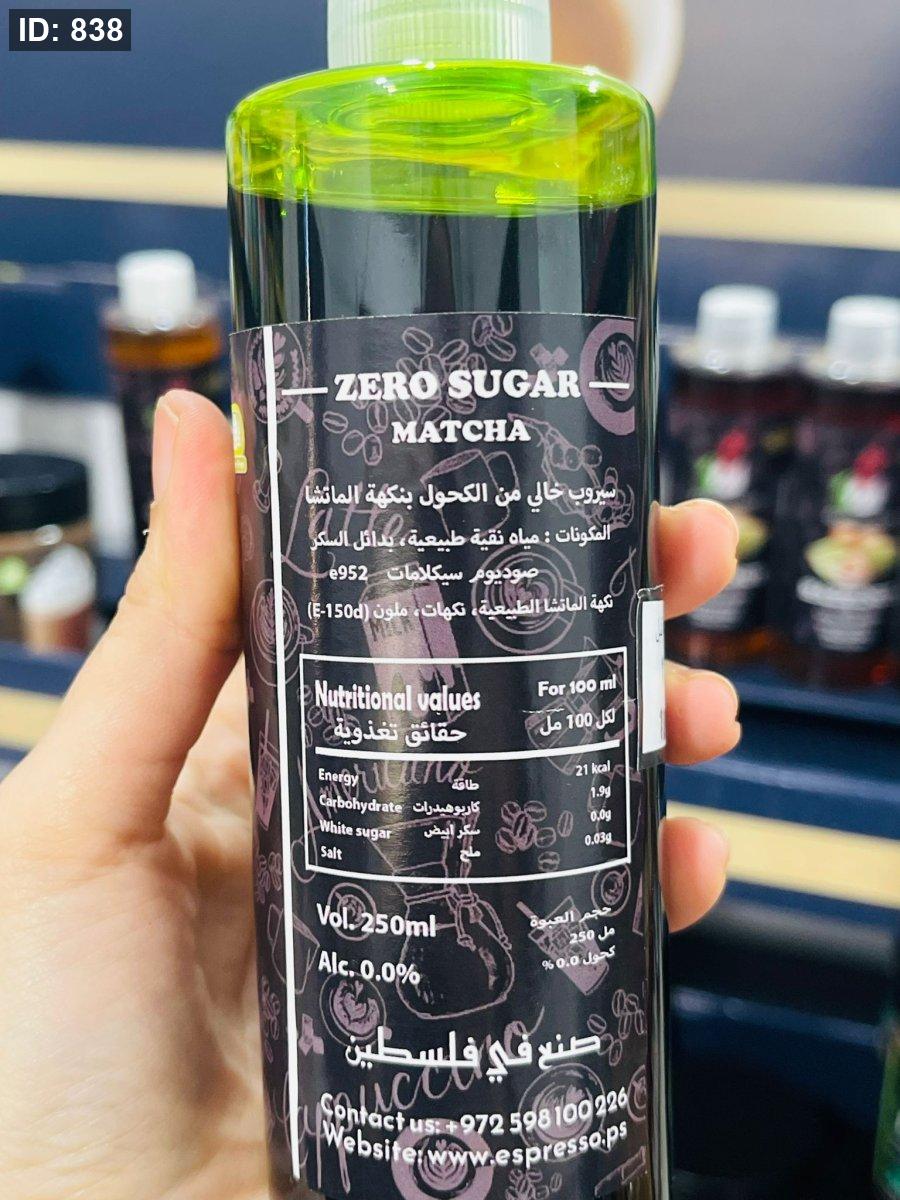 ID: 838
ZERO SUGAR
MATCHA
سيروب خالي من الكحول بنكهة الماتشا
المكونات : مياه نقية طبيعية، بدائل السكر
صوديوم سيكلامات e952
نكهة الماتشا الطبيعية، نكهات، ملون (E-150d)
Nutritional values For 100 ml
حقائق تغذوية لكل 100 مل
Energy طاقة 21 kcal
Carbohydrate كاربوهيدرات 1.9g
White sugar سكر ابيض 0.0g
Salt ملح 0.03g
Vol. 250ml
Alc. 0.0%
حجم العبوة
250 مل
كحول 0.0 %
صنع في فلسطين
Contact us: +972 598 100 226
Website: www.espresso.ps